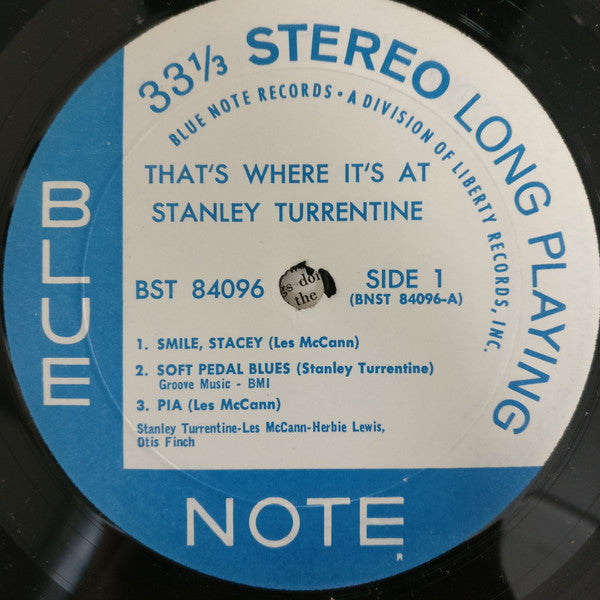 33⅓ STEREO LONG PLAYING
BLUE NOTE RECORDS • A DIVISION OF LIBERTY RECORDS, INC.
THAT'S WHERE IT'S AT
STANLEY TURRENTINE
BST 84096
SIDE 1
(BNST 84096-A)
the
1. SMILE, STACEY (Les McCann)
2. SOFT PEDAL BLUES (Stanley Turrentine)
Groove Music - BMI
3. PIA (Les McCann)
Stanley Turrentine-Les McCann-Herbie Lewis,
Otis Finch
BLUE
NOTE
R